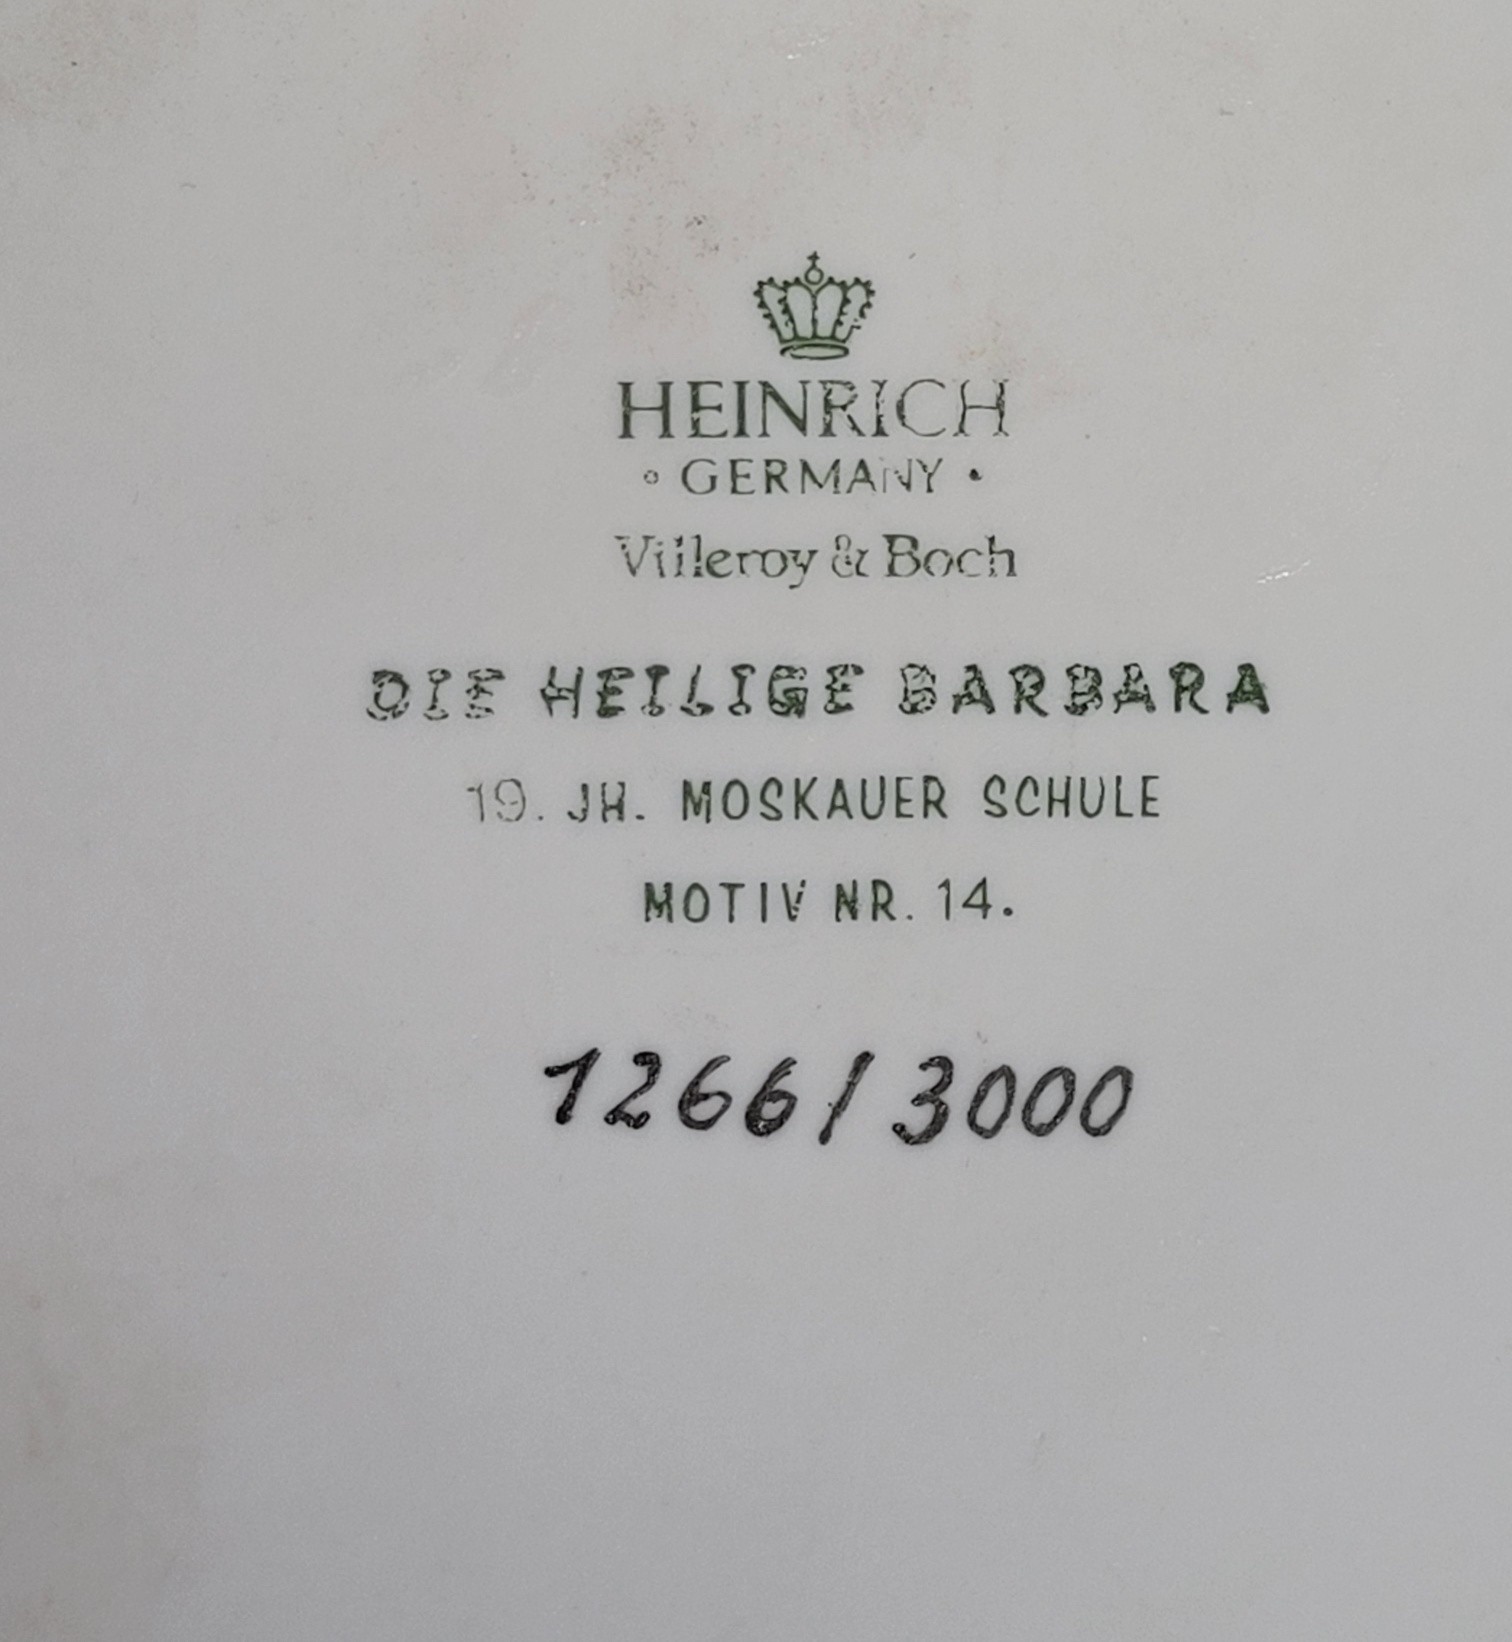 HEINRICH
• GERMANY •
Villeroy & Boch
DIE HEILIGE BARBARA
19. JH. MOSKAUER SCHULE
MOTIV NR. 14.
1266/3000